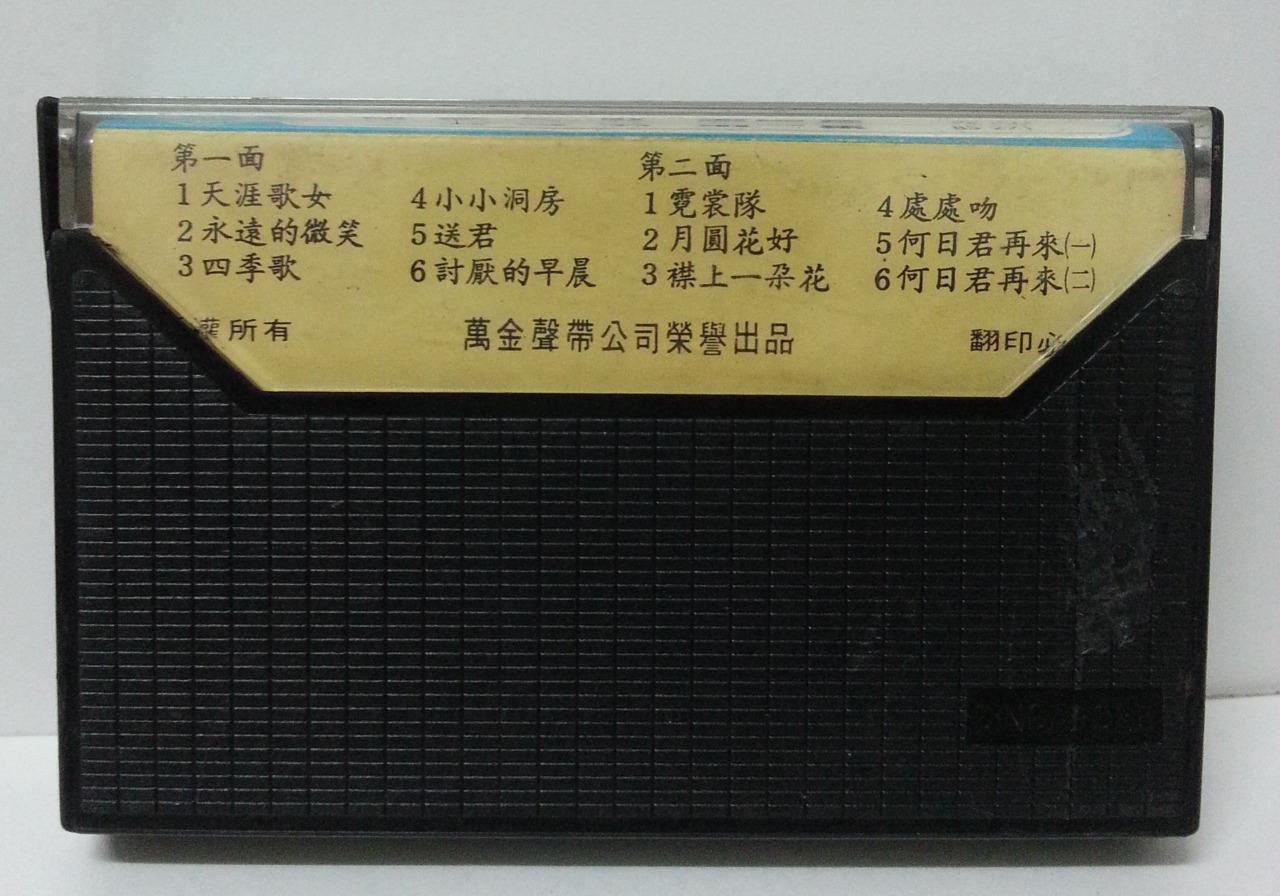 第一面
1天涯歌女
2永遠的微笑
3四季歌
4小小洞房
5送君
6討厭的早晨
第二面
1霓裳隊
2月圓花好
3襟上一朵花
4處處吻
5何日君再來㈠
6何日君再來㈡
權所有
萬金聲帶公司榮譽出品
翻印必